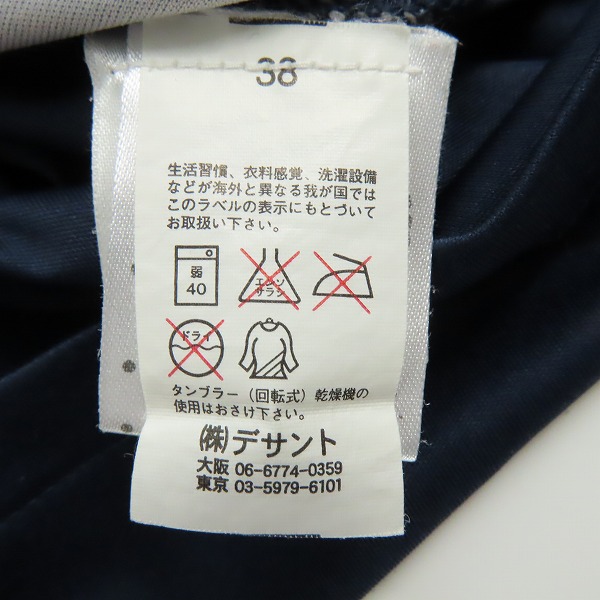 38
生活習慣、衣料感覚、洗濯設備
などが海外と異なる我が国では
このラベルの表示にもとづいて
お取扱い下さい。
弱
40
エンソ
サラシ
ドライ
タンブラー（回転式）乾燥機の
使用はおさけ下さい。
㈱デサント
大阪 06-6774-0359
東京 03-5979-6101